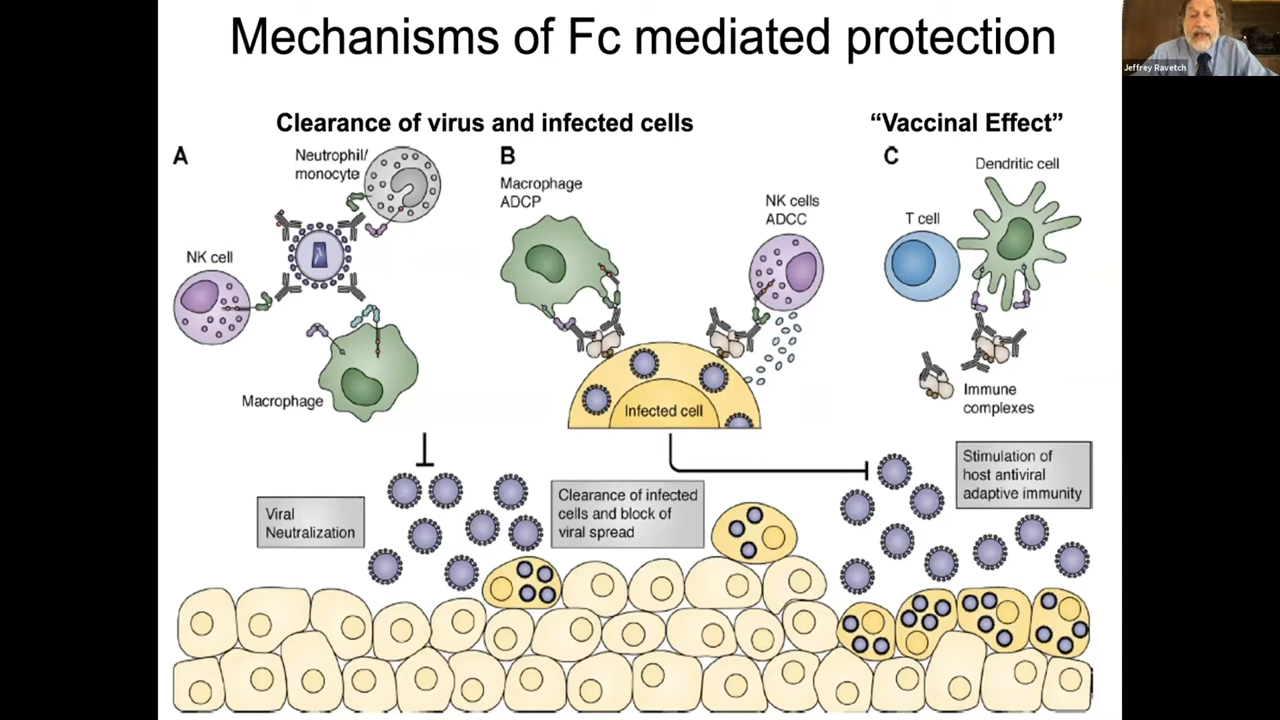 Mechanisms of Fc mediated protection
Jeffrey Ravetch
Clearance of virus and infected cells
“Vaccinal Effect”
A
Neutrophil/
monocyte
NK cell
Macrophage
B
Macrophage
ADCP
NK cells
ADCC
Infected cell
C
Dendritic cell
T cell
Immune
complexes
Viral
Neutralization
Clearance of infected
cells and block of
viral spread
Stimulation of
host antiviral
adaptive immunity